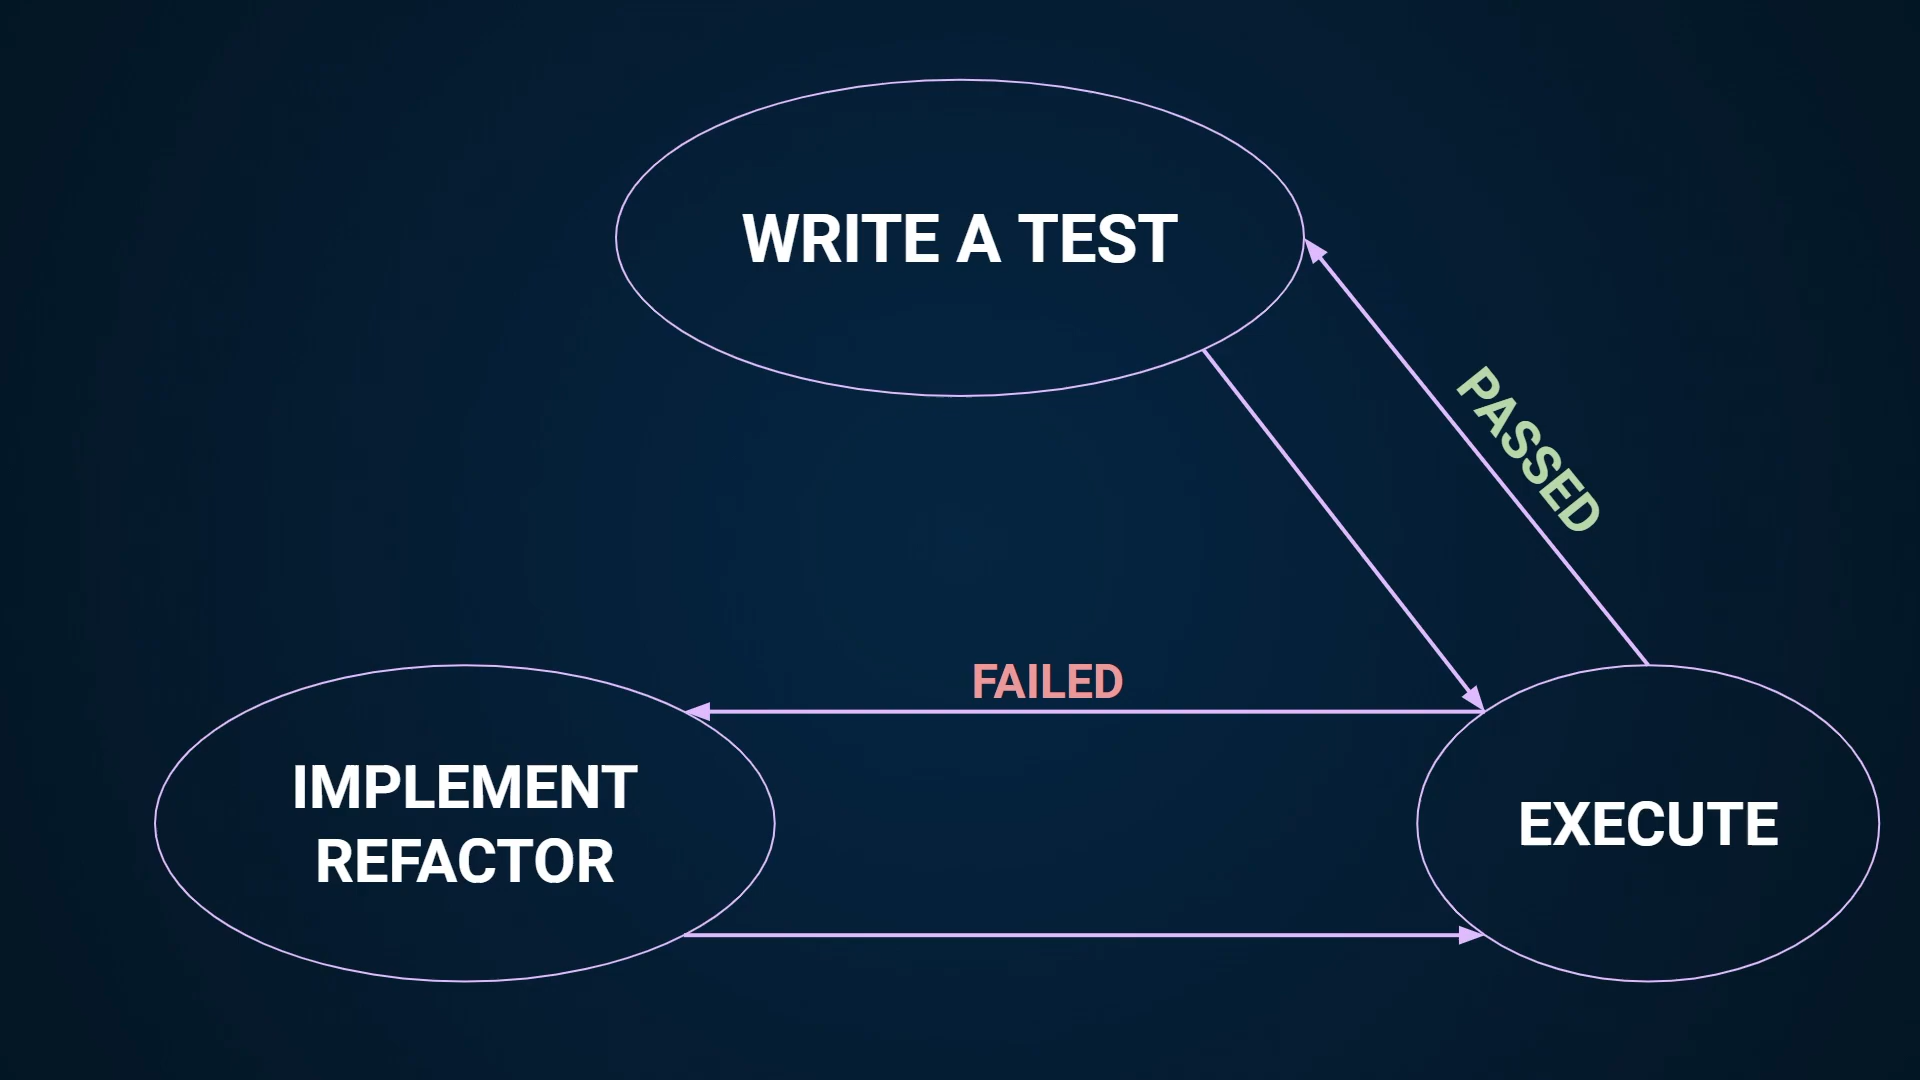 WRITE A TEST
PASSED
FAILED
IMPLEMENT
REFACTOR
EXECUTE